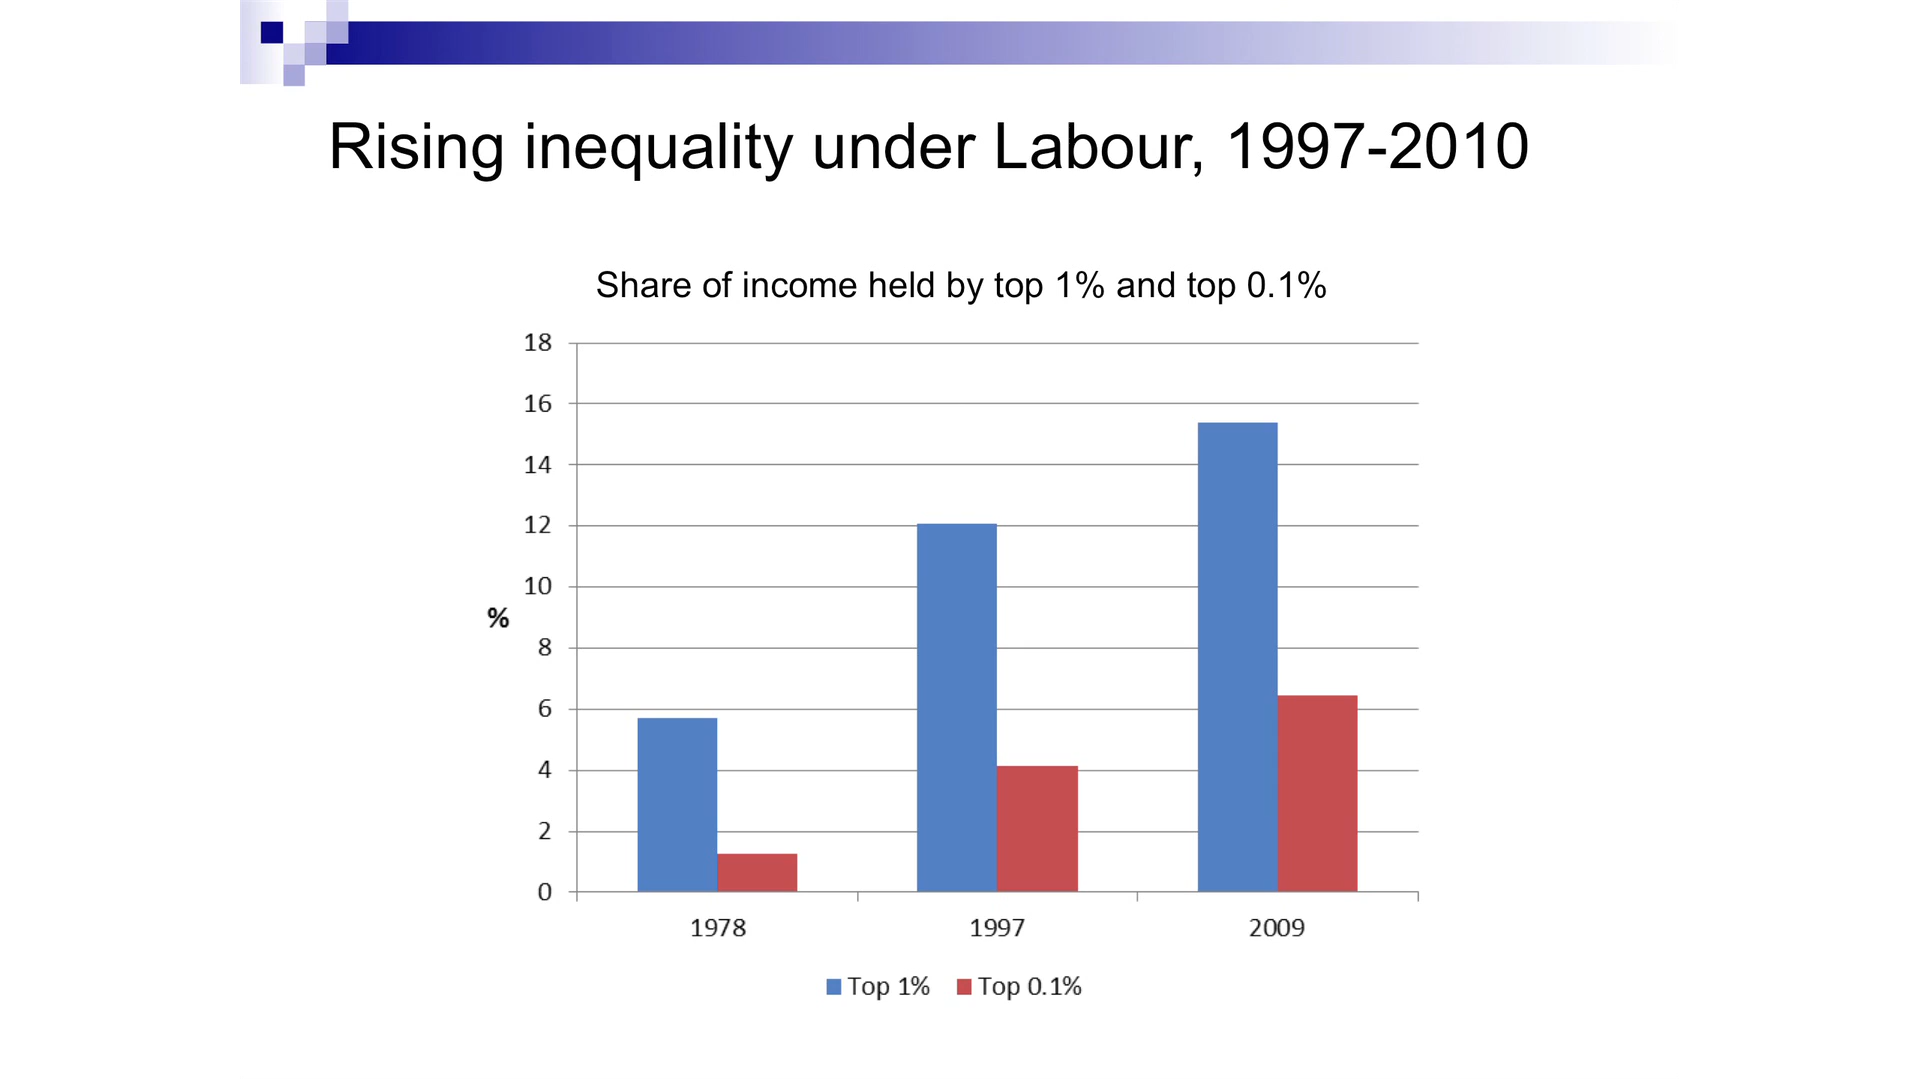 Rising inequality under Labour, 1997-2010
Share of income held by top 1% and top 0.1%
18
16
14
12
10
%
8
6
4
2
0
1978 1997 2009
Top 1% Top 0.1%